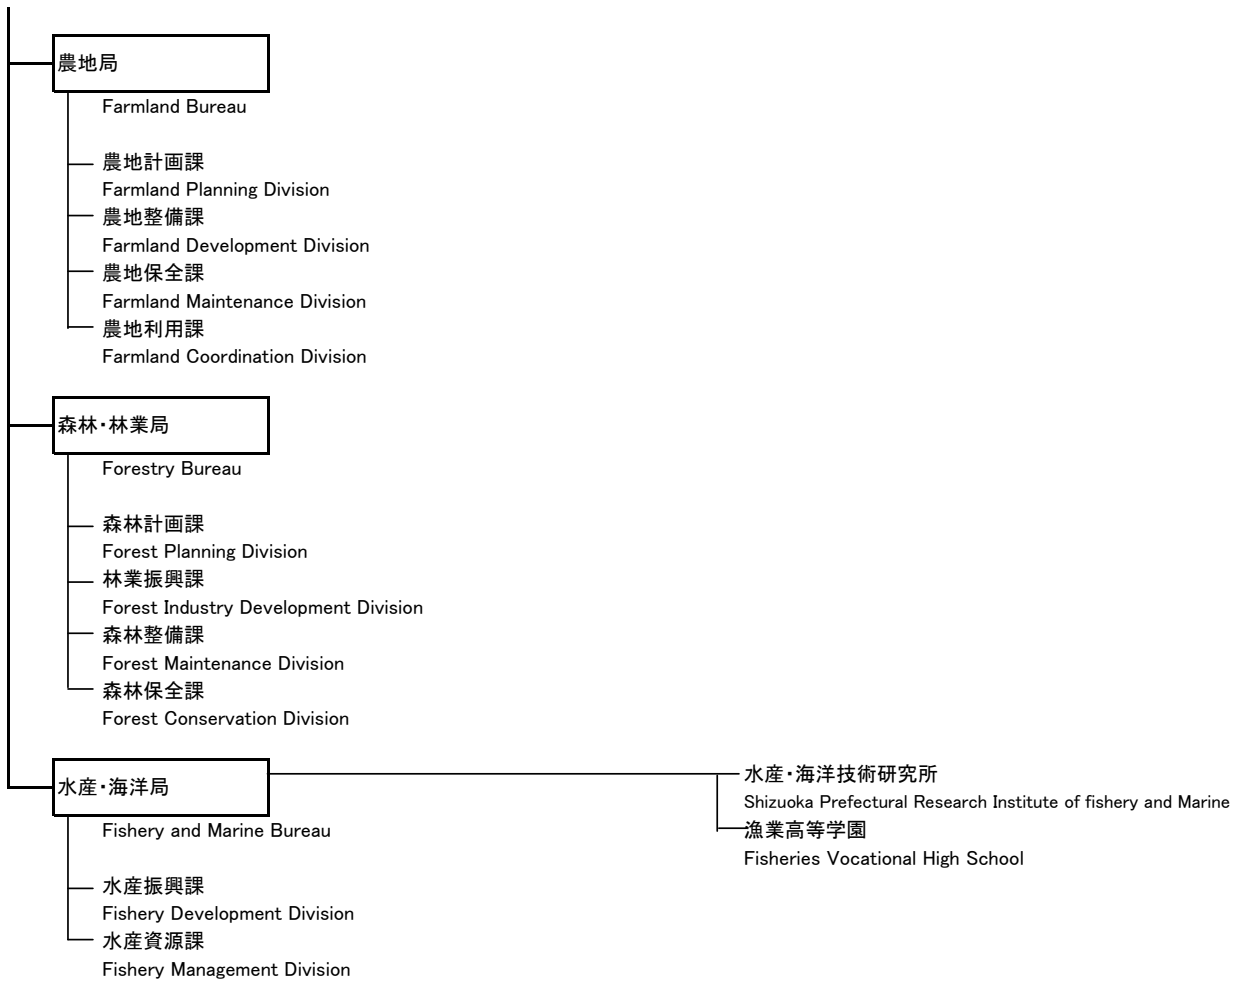 農地局
Farmland Bureau
農地計画課
Farmland Planning Division
農地整備課
Farmland Development Division
農地保全課
Farmland Maintenance Division
農地利用課
Farmland Coordination Division
森林・林業局
Forestry Bureau
森林計画課
Forest Planning Division
林業振興課
Forest Industry Development Division
森林整備課
Forest Maintenance Division
森林保全課
Forest Conservation Division
水産・海洋局
Fishery and Marine Bureau
水産振興課
Fishery Development Division
水産資源課
Fishery Management Division
水産・海洋技術研究所
Shizuoka Prefectural Research Institute of fishery and Marine
漁業高等学園
Fisheries Vocational High School